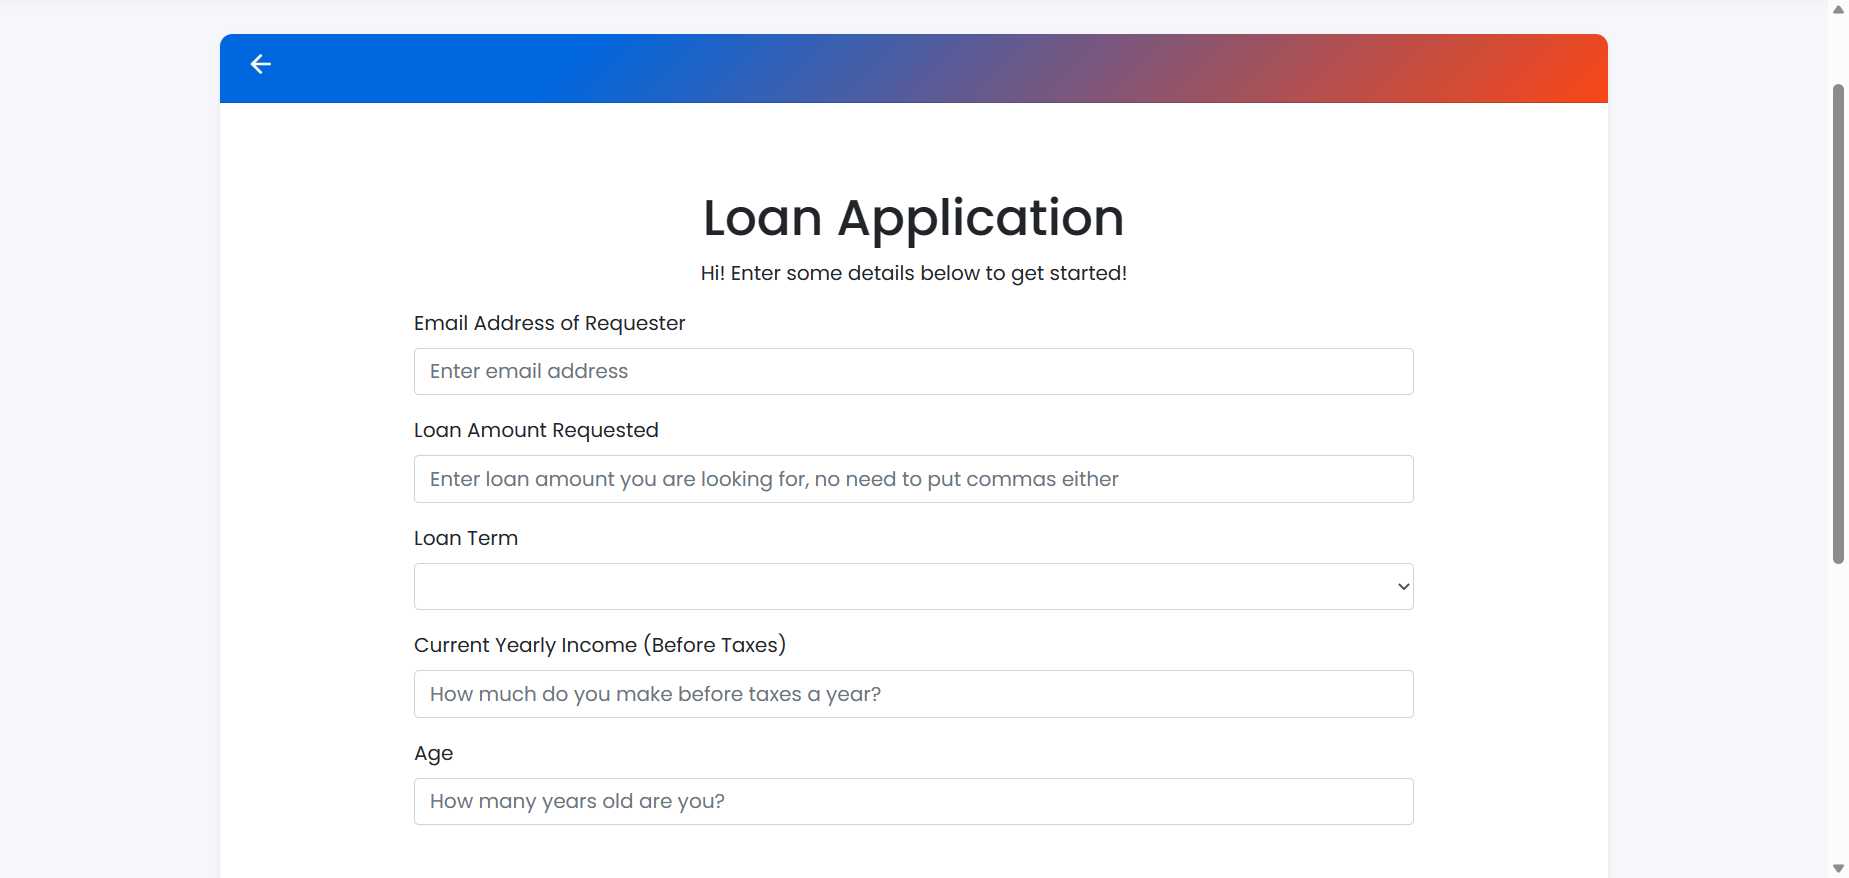 Loan Application
Hi! Enter some details below to get started!
Email Address of Requester
Enter email address
Loan Amount Requested
Enter loan amount you are looking for, no need to put commas either
Loan Term
Current Yearly Income (Before Taxes)
How much do you make before taxes a year?
Age
How many years old are you?